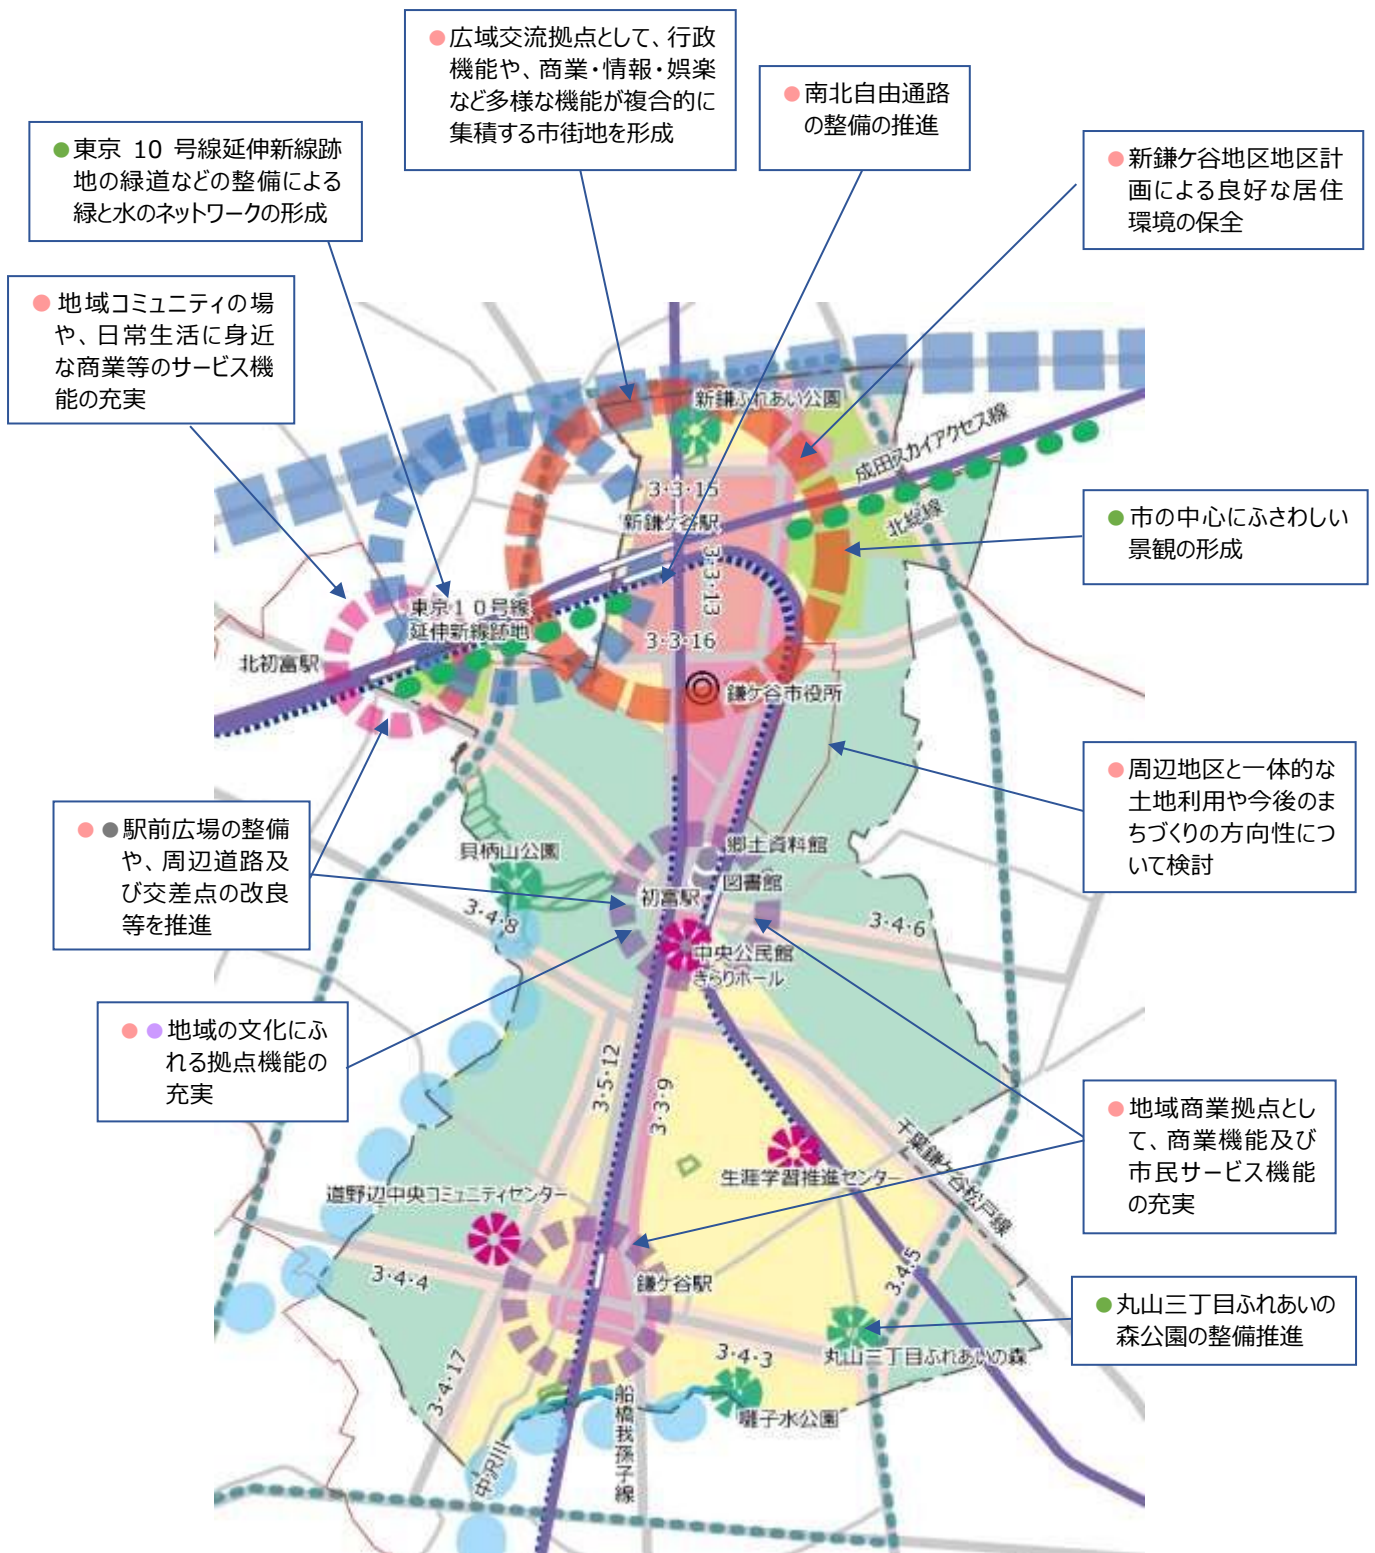 ●広域交流拠点として、行政
機能や、商業・情報・娯楽
など多様な機能が複合的に
集積する市街地を形成
●南北自由通路
の整備の推進
●東京 10 号線延伸新線跡
地の緑道などの整備による
緑と水のネットワークの形成
●新鎌ケ谷地区地区計
画による良好な居住
環境の保全
●地域コミュニティの場
や、日常生活に身近
な商業等のサービス機
能の充実
新鎌ふれあい公園
成田スカイアクセス線
3・3・15
新鎌ケ谷駅
北総線
●市の中心にふさわしい
景観の形成
3・3・13
東京10号線
延伸新線跡地
3・3・16
北初富駅
鎌ケ谷市役所
●周辺地区と一体的な
土地利用や今後のま
ちづくりの方向性につ
いて検討
●●駅前広場の整備
や、周辺道路及
び交差点の改良
等を推進
貝柄山公園
郷土資料館
図書館
初富駅
3・4・8
3・4・6
中央公民館
きらりホール
●●地域の文化にふ
れる拠点機能の
充実
3・5・12
3・3・9
●地域商業拠点とし
て、商業機能及び
市民サービス機能
の充実
千葉鎌ケ谷松戸線
生涯学習推進センター
道野辺中央コミュニティセンター
3・4・4
鎌ケ谷駅
3・4・5
●丸山三丁目ふれあいの
森公園の整備推進
3・4・3
丸山三丁目ふれあいの森
3・4・17
船橋我孫子線
囃子水公園
中沢川